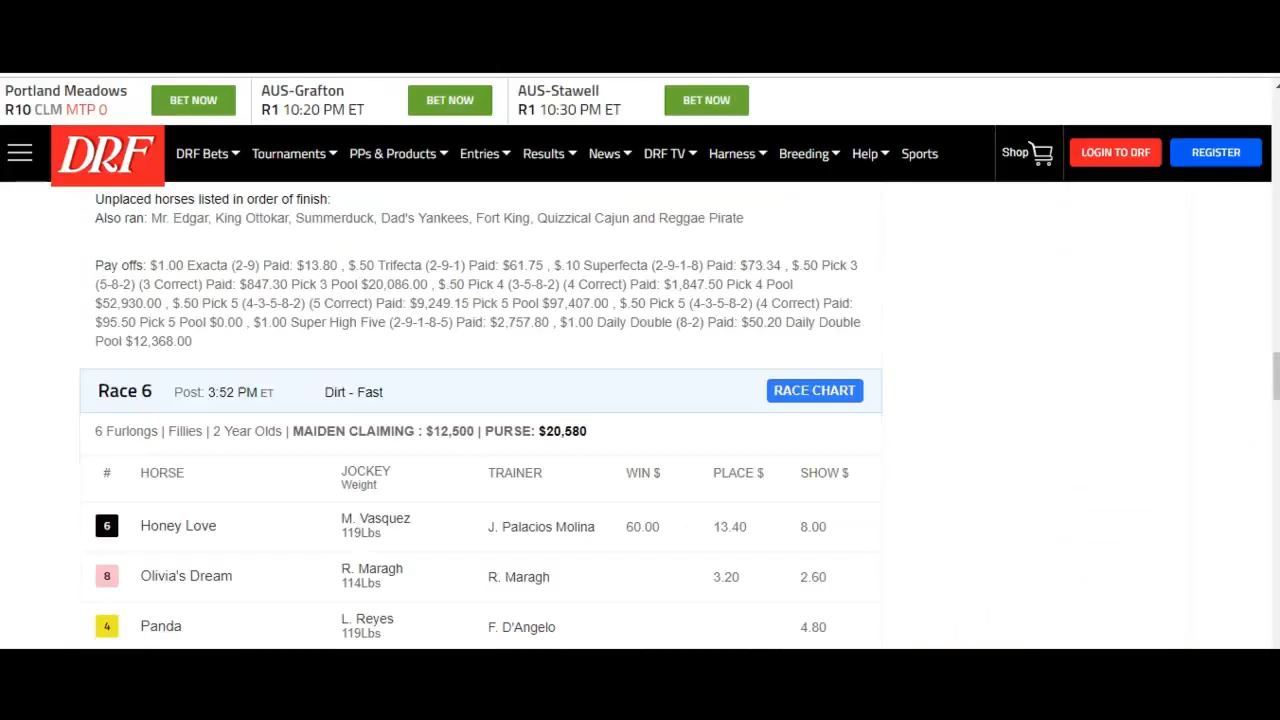 Portland Meadows
R10 CLM MTP 0
BET NOW
AUS-Grafton
R1 10:20 PM ET
BET NOW
AUS-Stawell
R1 10:30 PM ET
BET NOW
DRF
DRF Bets
Tournaments
PPs & Products
Entries
Results
News
DRF TV
Harness
Breeding
Help
Sports
Shop
LOGIN TO DRF
REGISTER
Unplaced horses listed in order of finish:
Also ran: Mr. Edgar, King Ottokar, Summerduck, Dad's Yankees, Fort King, Quizzical Cajun and Reggae Pirate
Pay offs: $1.00 Exacta (2-9) Paid: $13.80 , $.50 Trifecta (2-9-1) Paid: $61.75 , $.10 Superfecta (2-9-1-8) Paid: $73.34 , $.50 Pick 3
(5-8-2) (3 Correct) Paid: $847.30 Pick 3 Pool $20,086.00 , $.50 Pick 4 (3-5-8-2) (4 Correct) Paid: $1,847.50 Pick 4 Pool
$52,930.00 , $.50 Pick 5 (4-3-5-8-2) (5 Correct) Paid: $9,249.15 Pick 5 Pool $97,407.00 , $.50 Pick 5 (4-3-5-8-2) (4 Correct) Paid:
$95.50 Pick 5 Pool $0.00 , $1.00 Super High Five (2-9-1-8-5) Paid: $2,757.80 , $1.00 Daily Double (8-2) Paid: $50.20 Daily Double
Pool $12,368.00
Race 6 Post: 3:52 PM ET Dirt - Fast RACE CHART
6 Furlongs | Fillies | 2 Year Olds | MAIDEN CLAIMING : $12,500 | PURSE: $20,580
# HORSE JOCKEY TRAINER WIN $ PLACE $ SHOW $
Weight
6 Honey Love M. Vasquez J. Palacios Molina 60.00 13.40 8.00
119Lbs
8 Olivia's Dream R. Maragh R. Maragh 3.20 2.60
114Lbs
4 Panda L. Reyes F. D'Angelo 4.80
119Lbs